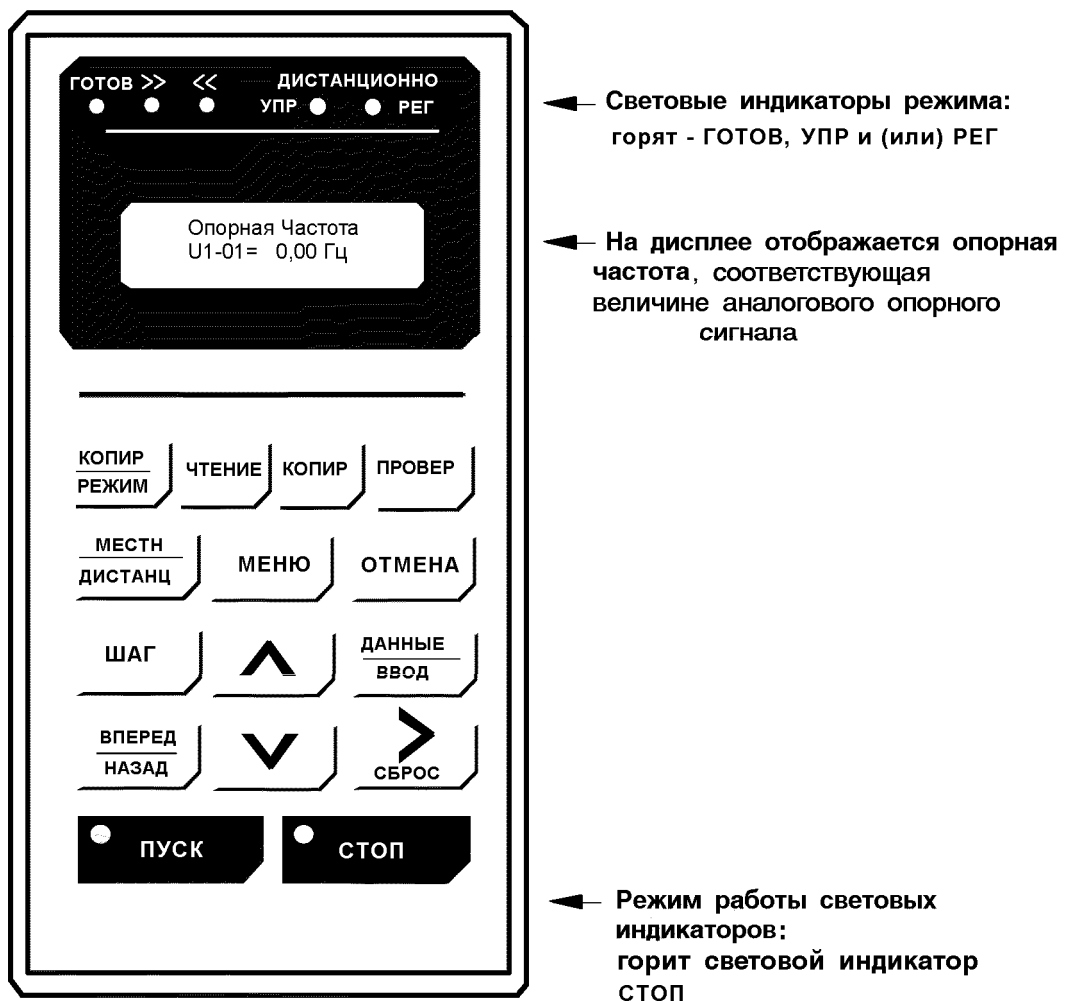 ГОТОВ >> << ДИСТАНЦИОННО
УПР РЕГ
Опорная Частота
U1-01= 0,00 Гц
КОПИР
РЕЖИМ
ЧТЕНИЕ
КОПИР
ПРОВЕР
МЕСТН
ДИСТАНЦ
МЕНЮ
ОТМЕНА
ШАГ
ДАННЫЕ
ВВОД
ВПЕРЕД
НАЗАД
СБРОС
ПУСК
СТОП
Световые индикаторы режима:
горят - ГОТОВ, УПР и (или) РЕГ
На дисплее отображается опорная
частота, соответствующая
величине аналогового опорного
сигнала
Режим работы световых
индикаторов:
горит световой индикатор
СТОП